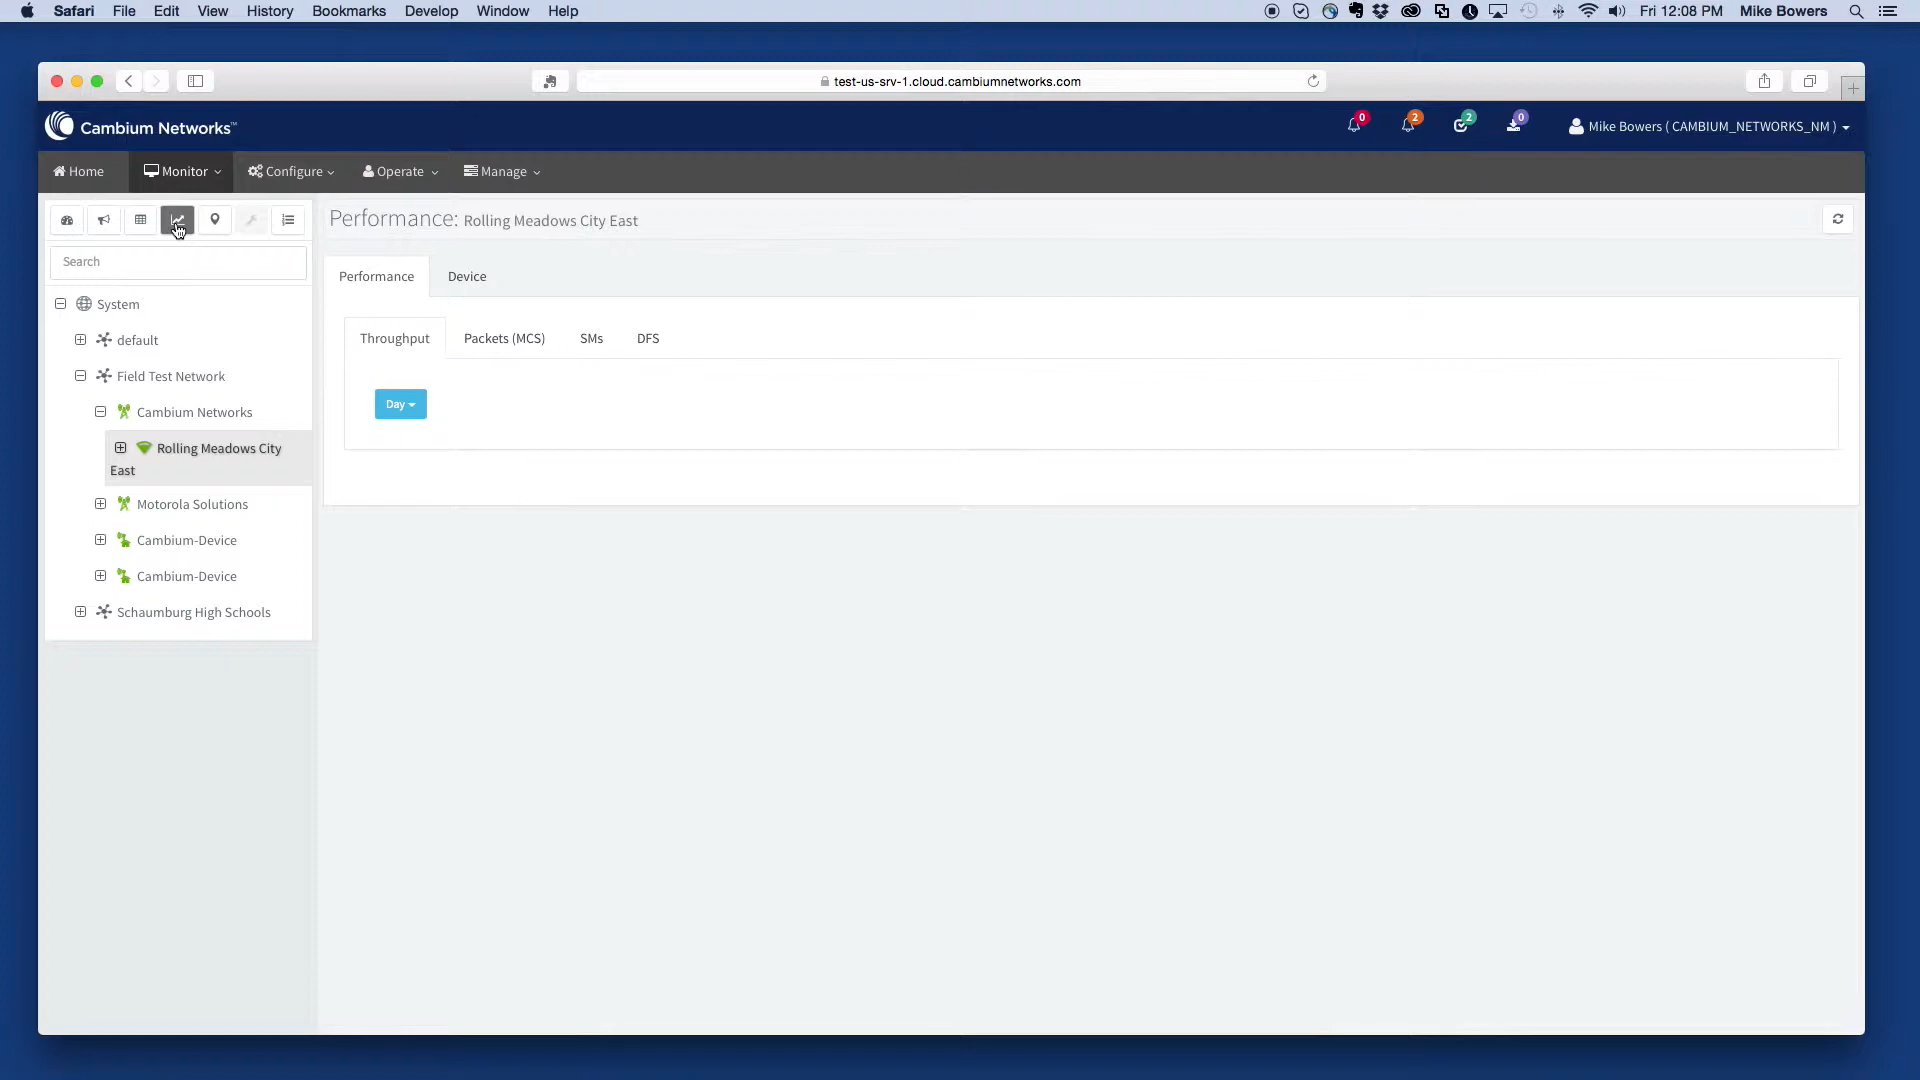 Safari File Edit View History Bookmarks Develop Window Help Fri 12:08 PM Mike Bowers
test-us-srv-1.cloud.cambiumnetworks.com
Cambium Networks™ 0 2 2 0 Mike Bowers ( CAMBIUM_NETWORKS_NM )
Home Monitor Configure Operate Manage
Performance: Rolling Meadows City East
Search
Performance Device
System
default
Field Test Network
Cambium Networks
Rolling Meadows City
East
Motorola Solutions
Cambium-Device
Cambium-Device
Schaumburg High Schools
Throughput Packets (MCS) SMs DFS
Day